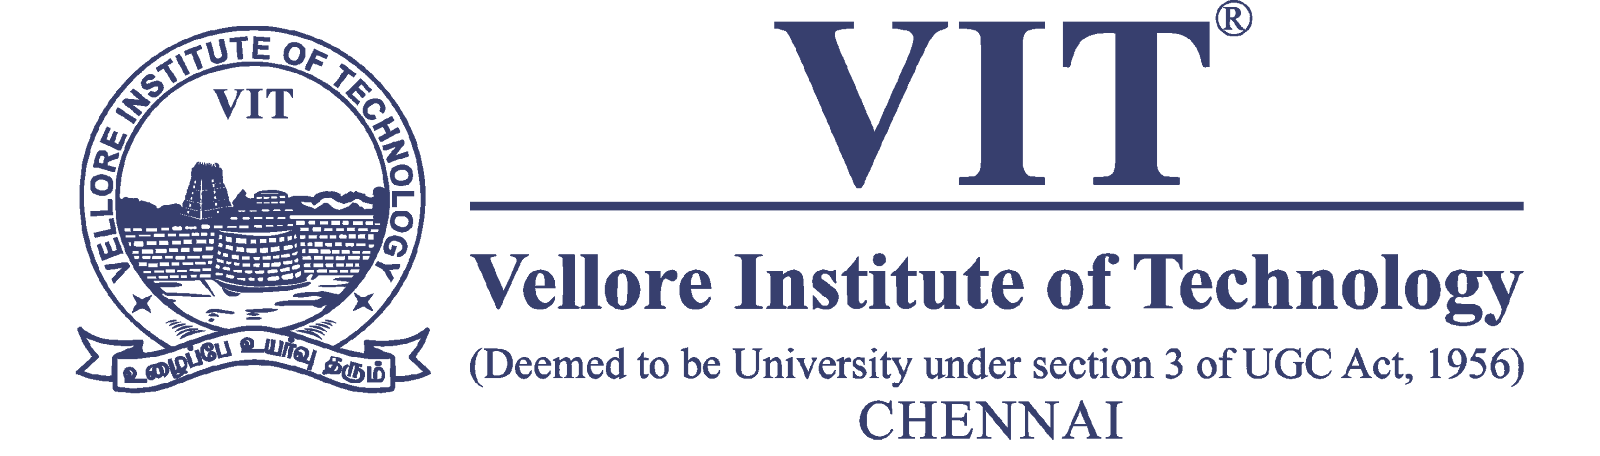 VELLORE INSTITUTE OF TECHNOLOGY
VIT
உழைப்பே உயர்வு தரும்
VIT®
Vellore Institute of Technology
(Deemed to be University under section 3 of UGC Act, 1956)
CHENNAI